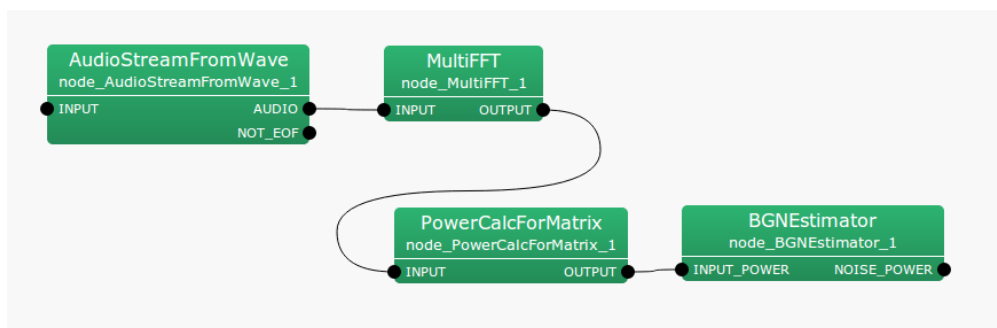 AudioStreamFromWave
node_AudioStreamFromWave_1
INPUT AUDIO
NOT_EOF
MultiFFT
node_MultiFFT_1
INPUT OUTPUT
PowerCalcForMatrix
node_PowerCalcForMatrix_1
INPUT OUTPUT
BGNEstimator
node_BGNEstimator_1
INPUT_POWER NOISE_POWER